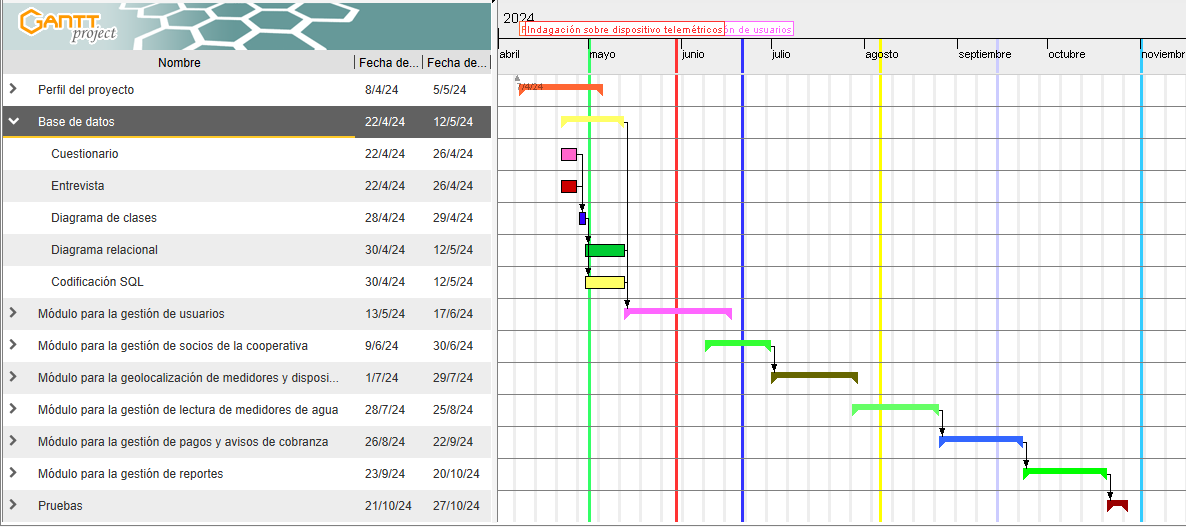 GANTT
project
2024
Indagación sobre dispositivo telemétricos
ón de usuarios
Nombre Fecha de... Fecha de...
abril mayo junio julio agosto septiembre octubre noviembr
7/4/24
Perfil del proyecto 8/4/24 5/5/24
Base de datos 22/4/24 12/5/24
Cuestionario 22/4/24 26/4/24
Entrevista 22/4/24 26/4/24
Diagrama de clases 28/4/24 29/4/24
Diagrama relacional 30/4/24 12/5/24
Codificación SQL 30/4/24 12/5/24
Módulo para la gestión de usuarios 13/5/24 17/6/24
Módulo para la gestión de socios de la cooperativa 9/6/24 30/6/24
Módulo para la geolocalización de medidores y disposi... 1/7/24 29/7/24
Módulo para la gestión de lectura de medidores de agua 28/7/24 25/8/24
Módulo para la gestión de pagos y avisos de cobranza 26/8/24 22/9/24
Módulo para la gestión de reportes 23/9/24 20/10/24
Pruebas 21/10/24 27/10/24